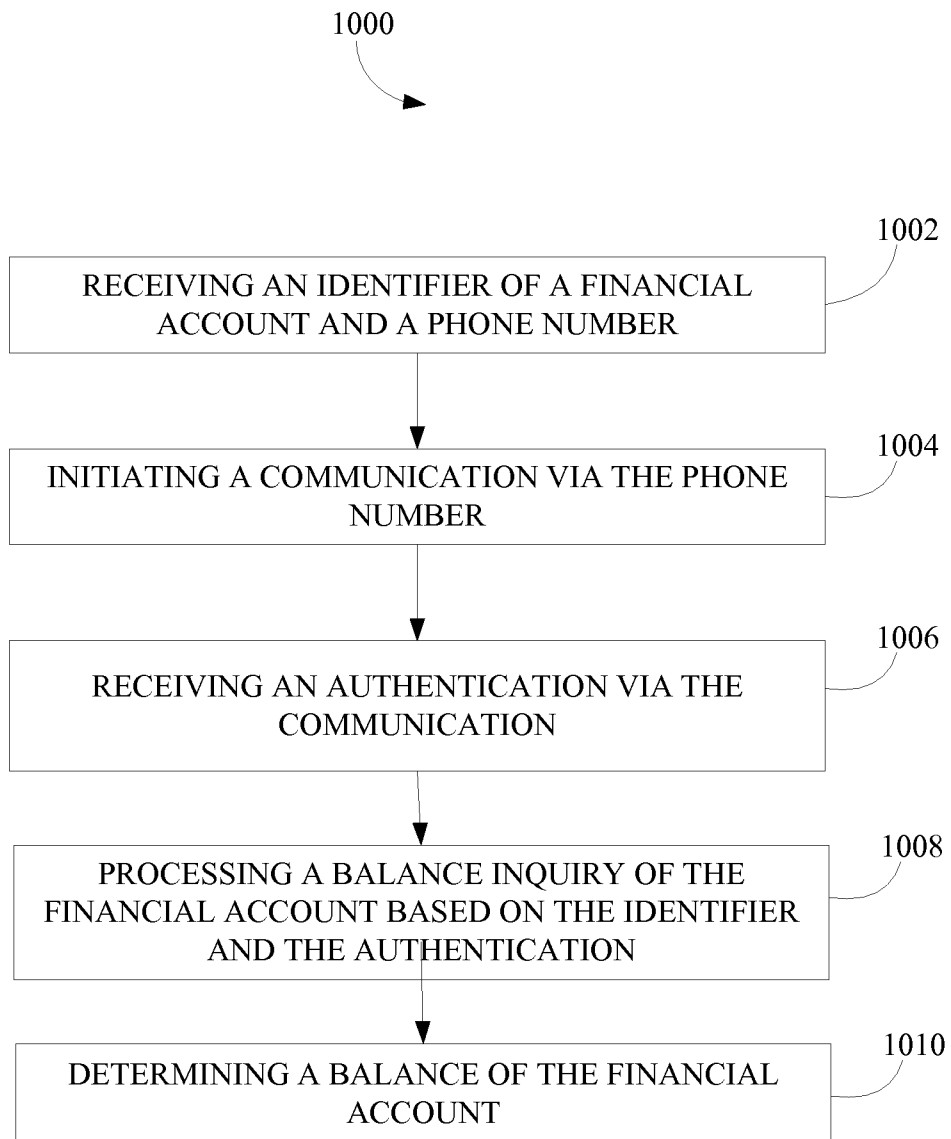 1000
1002
RECEIVING AN IDENTIFIER OF A FINANCIAL
ACCOUNT AND A PHONE NUMBER
1004
INITIATING A COMMUNICATION VIA THE PHONE
NUMBER
1006
RECEIVING AN AUTHENTICATION VIA THE
COMMUNICATION
1008
PROCESSING A BALANCE INQUIRY OF THE
FINANCIAL ACCOUNT BASED ON THE IDENTIFIER
AND THE AUTHENTICATION
1010
DETERMINING A BALANCE OF THE FINANCIAL
ACCOUNT